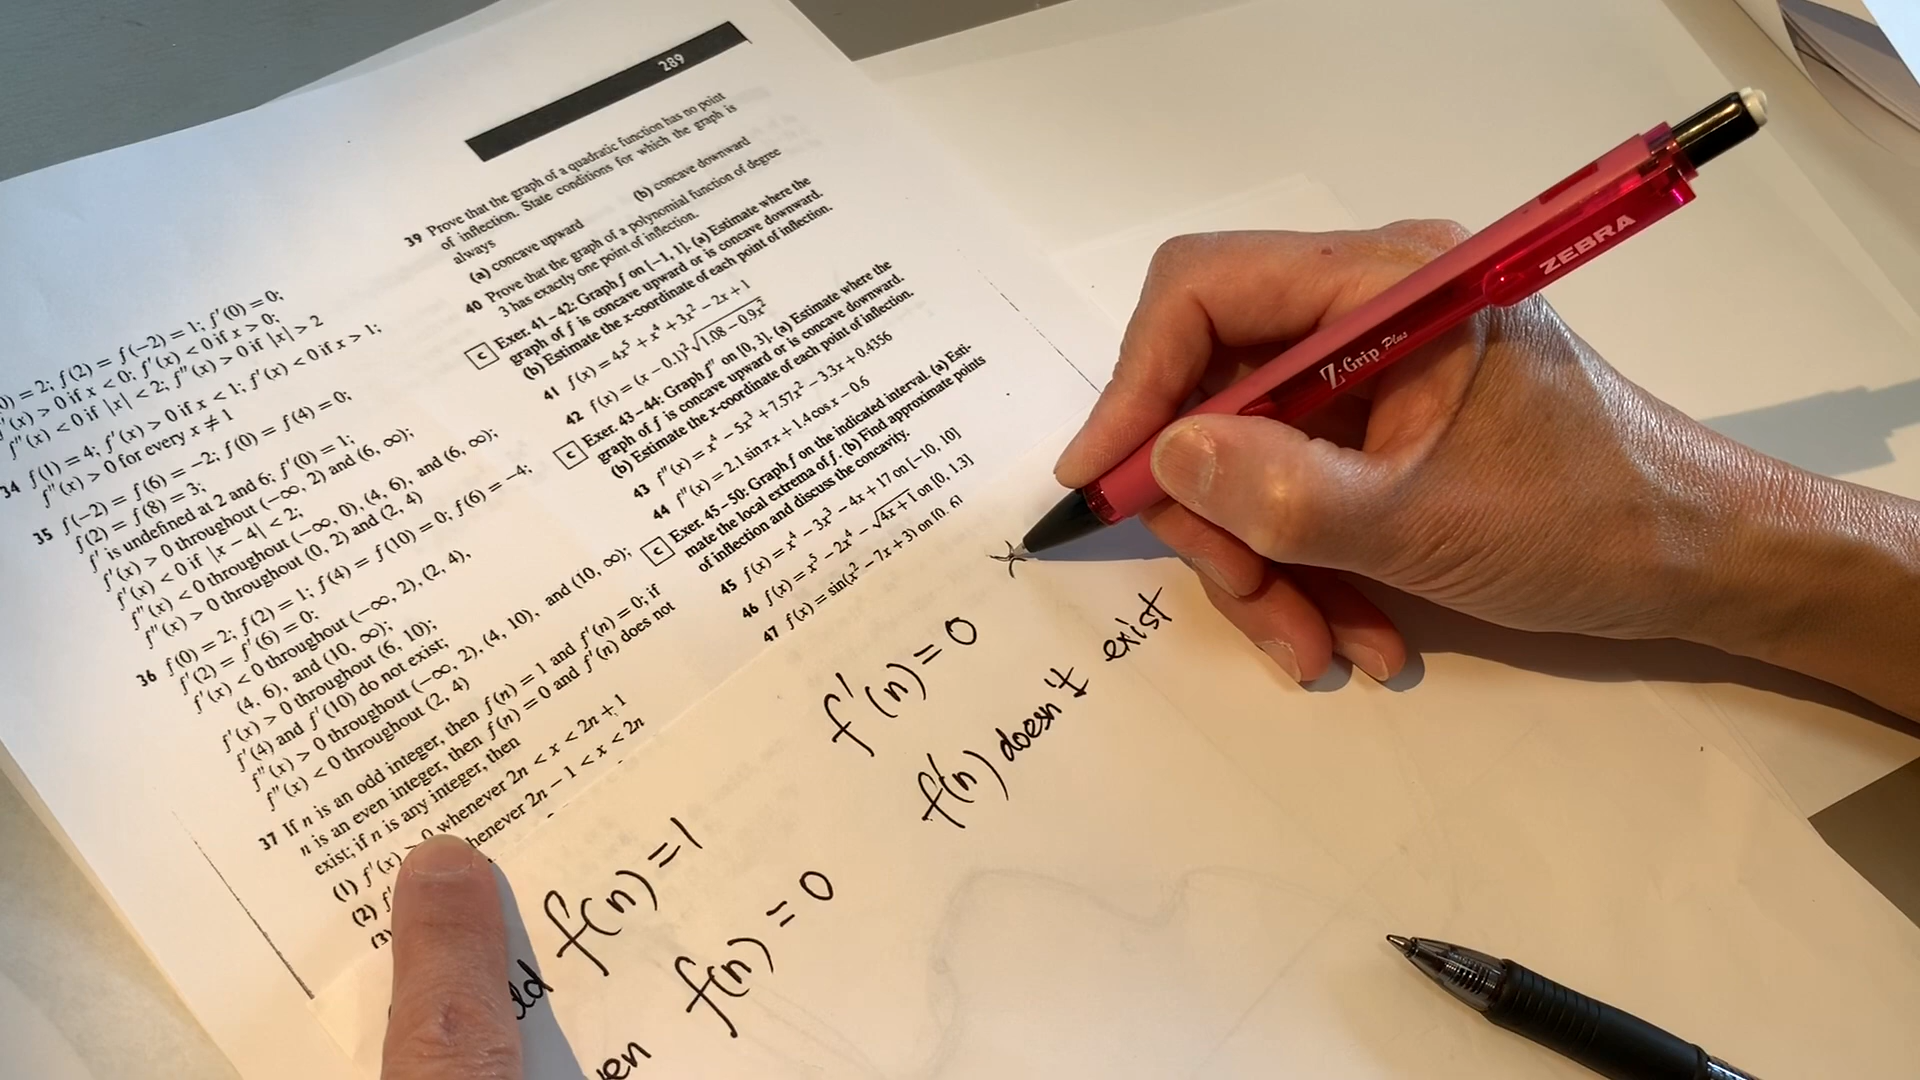 289
0) = 2; f(2) = f(−2) = 1; f′(0) = 0;
f′(x) > 0 if x < 0; f′(x) < 0 if x > 0;
f″(x) < 0 if |x| < 2; f″(x) > 0 if |x| > 2
34 f(1) = 4; f′(x) > 0 if x < 1; f′(x) < 0 if x > 1;
f″(x) > 0 for every x ≠ 1
35 f(−2) = f(6) = −2; f(0) = f(4) = 0;
f(2) = f(8) = 3;
f′ is undefined at 2 and 6; f′(0) = 1;
f′(x) > 0 throughout (−∞, 2) and (6, ∞);
f′(x) < 0 if |x − 4| < 2;
f″(x) < 0 throughout (−∞, 0), (4, 6), and (6, ∞);
f″(x) > 0 throughout (0, 2) and (2, 4)
36 f(0) = 2; f(2) = 1; f(4) = f(10) = 0; f(6) = −4;
f′(2) = f′(6) = 0;
f′(x) < 0 throughout (−∞, 2), (2, 4),
(4, 6), and (10, ∞);
f′(x) > 0 throughout (6, 10);
f′(4) and f′(10) do not exist;
f″(x) > 0 throughout (−∞, 2), (4, 10), and (10, ∞);
f″(x) < 0 throughout (2, 4)
37 If n is an odd integer, then f(n) = 1 and f′(n) = 0; if
n is an even integer, then f(n) = 0 and f′(n) does not
exist; if n is any integer, then
(1) f′(x) > 0 whenever 2n < x < 2n + 1
(2) f′ whenever 2n − 1 < x < 2n
(3)
39 Prove that the graph of a quadratic function has no point
of inflection. State conditions for which the graph is
always
(a) concave upward (b) concave downward
40 Prove that the graph of a polynomial function of degree
3 has exactly one point of inflection.
c Exer. 41–42: Graph f on [−1, 1]. (a) Estimate where the
graph of f is concave upward or is concave downward.
(b) Estimate the x-coordinate of each point of inflection.
41 f(x) = 4x⁵ + x⁴ + 3x² − 2x + 1
42 f(x) = (x − 0.1)²√1.08 − 0.9x²
c Exer. 43–44: Graph f″ on [0, 3]. (a) Estimate where the
graph of f is concave upward or is concave downward.
(b) Estimate the x-coordinate of each point of inflection.
43 f″(x) = x⁴ − 5x³ + 7.57x² − 3.3x + 0.4356
44 f″(x) = 2.1 sin πx + 1.4 cos x − 0.6
c Exer. 45–50: Graph f on the indicated interval. (a) Esti-
mate the local extrema of f. (b) Find approximate points
of inflection and discuss the concavity.
45 f(x) = x⁴ − 3x³ − 4x + 17 on [−10, 10]
46 f(x) = x⁵ − 2x⁴ − √4x + 1 on [0, 1.3]
47 f(x) = sin(x² − 7x + 3) on [0, 6]
f(n) = 1 f′(n) = 0
f(n) = 0 f′(n) doesn't exist
ZEBRA
Z-Grip Plus